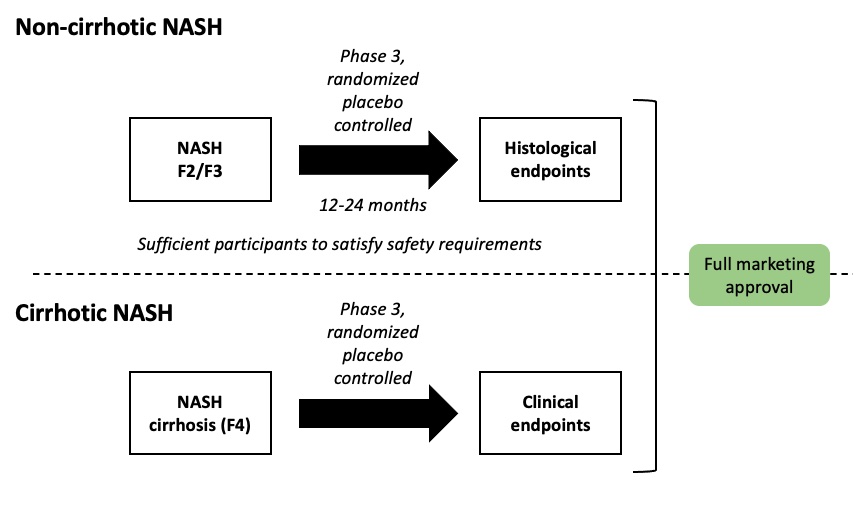 Non-cirrhotic NASH
Phase 3,
randomized
placebo
controlled
NASH
F2/F3
Histological
endpoints
12-24 months
Sufficient participants to satisfy safety requirements
Full marketing
approval
Cirrhotic NASH
Phase 3,
randomized
placebo
controlled
NASH
cirrhosis (F4)
Clinical
endpoints